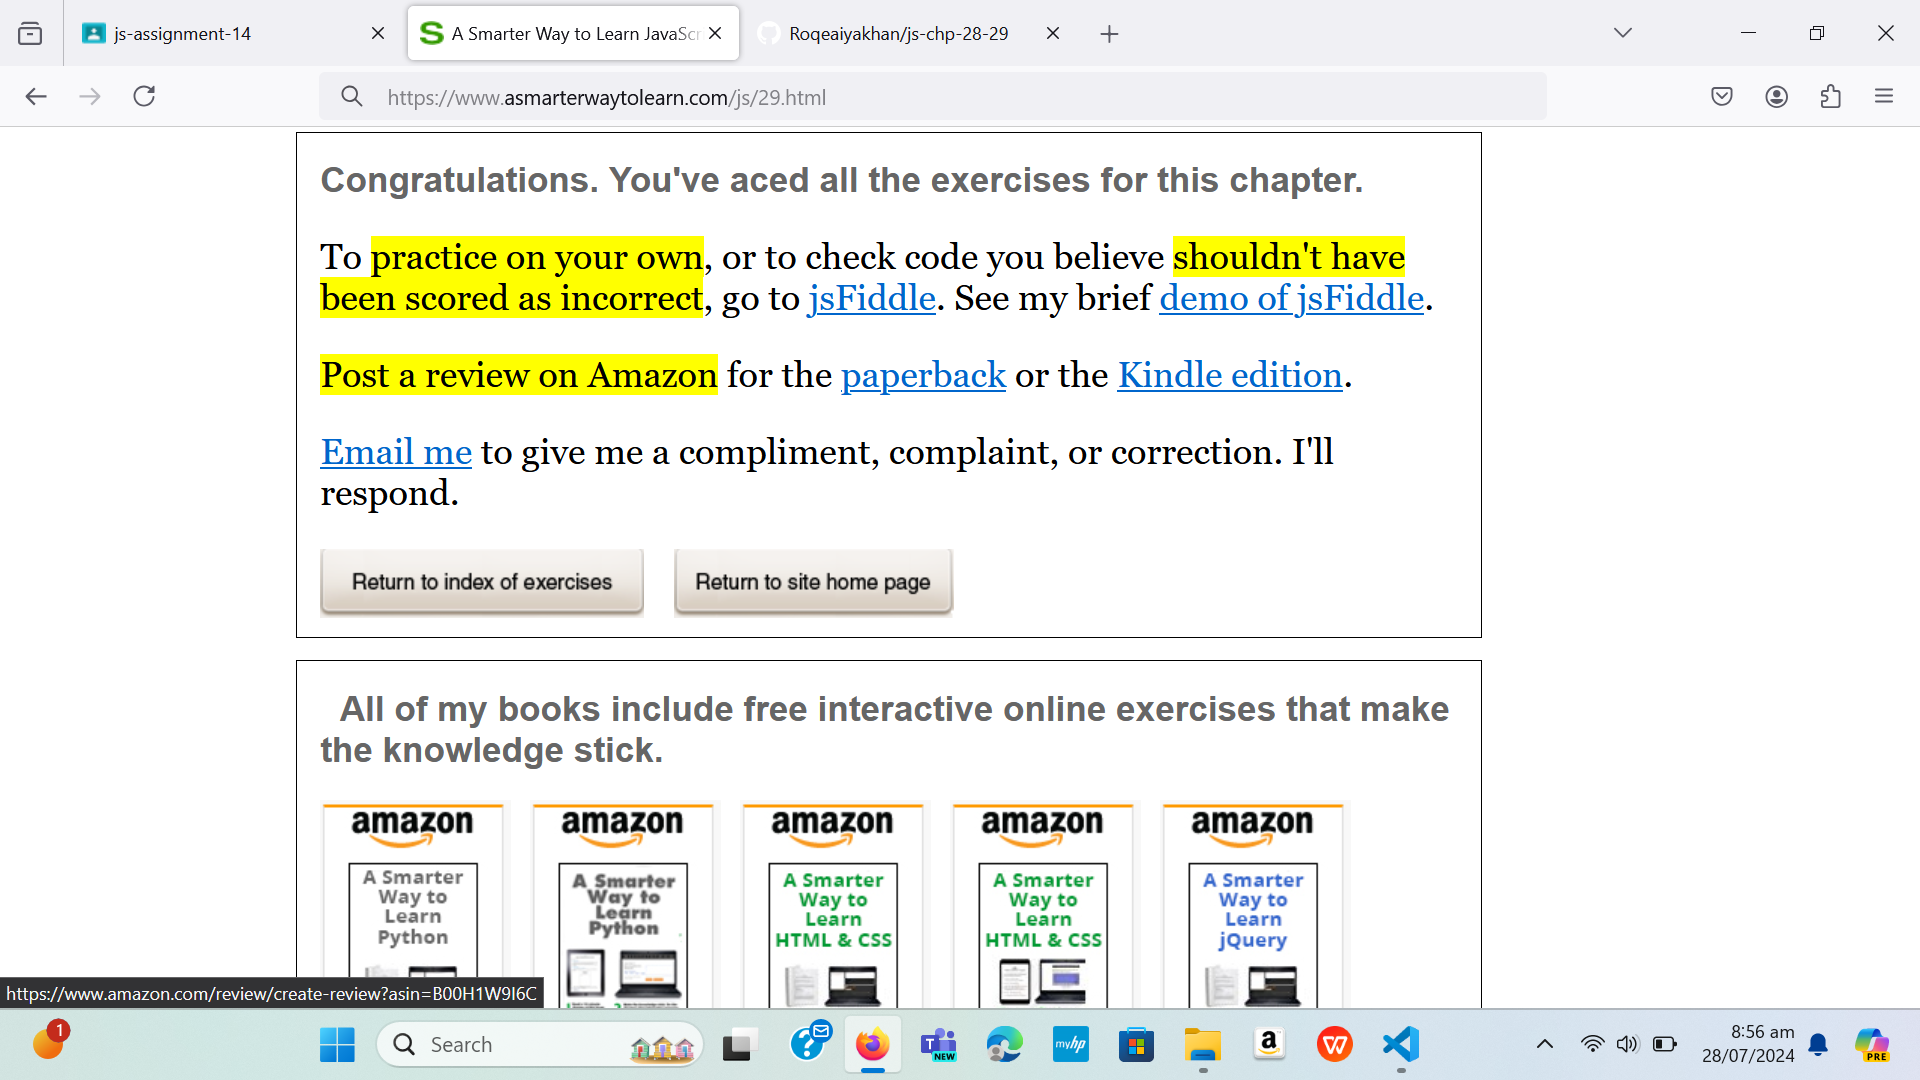 js-assignment-14
A Smarter Way to Learn JavaScr
Roqeaiyakhan/js-chp-28-29
https://www.asmarterwaytolearn.com/js/29.html
Congratulations. You've aced all the exercises for this chapter.
To practice on your own, or to check code you believe shouldn't have
been scored as incorrect, go to jsFiddle. See my brief demo of jsFiddle.
Post a review on Amazon for the paperback or the Kindle edition.
Email me to give me a compliment, complaint, or correction. I'll
respond.
Return to index of exercises
Return to site home page
All of my books include free interactive online exercises that make
the knowledge stick.
amazon amazon amazon amazon amazon
A Smarter
Way to
Learn
Python
A Smarter
Way to
Learn
Python
A Smarter
Way to
Learn
HTML & CSS
A Smarter
Way to
Learn
HTML & CSS
A Smarter
Way to
Learn
jQuery
https://www.amazon.com/review/create-review?asin=B00H1W9I6C
1
Search
NEW
myhp
a
8:56 am
28/07/2024
PRE